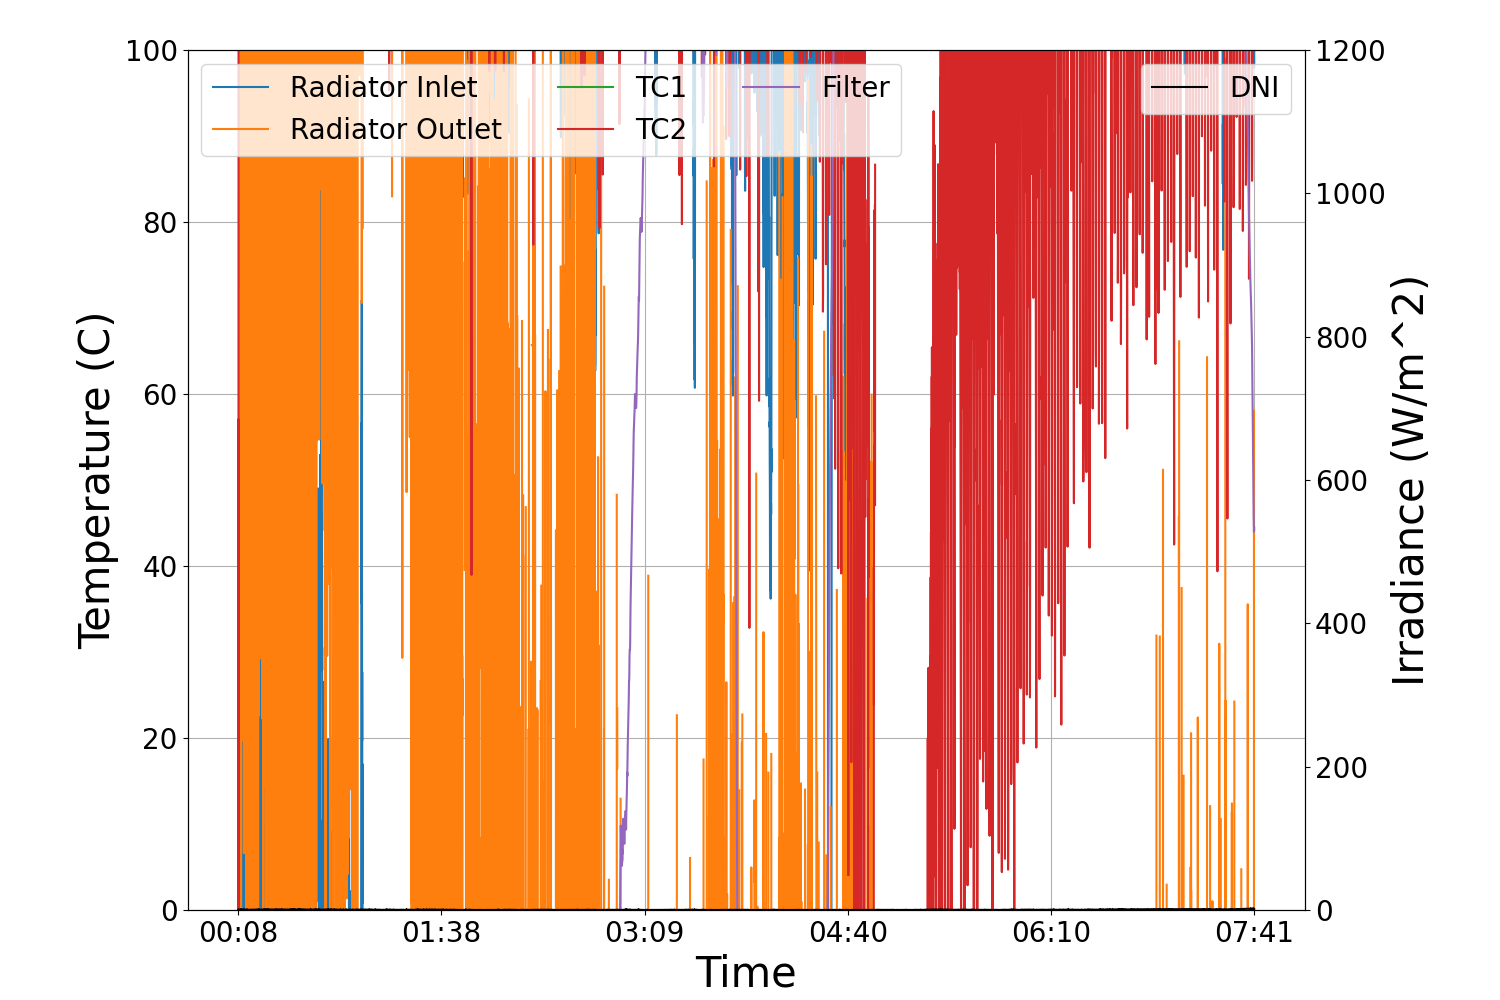 100
80
60
40
20
0
Temperature (C)
Radiator Inlet
Radiator Outlet
TC1
TC2
Filter
DNI
1200
1000
800
600
400
200
0
Irradiance (W/m^2)
00:08 01:38 03:09 04:40 06:10 07:41
Time